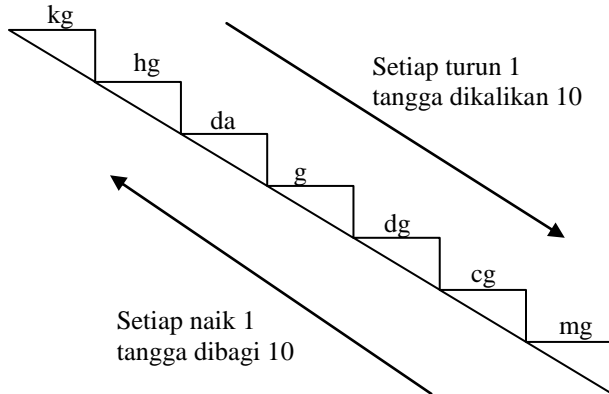 kg
hg
da
g
dg
cg
mg
Setiap turun 1
tangga dikalikan 10
Setiap naik 1
tangga dibagi 10